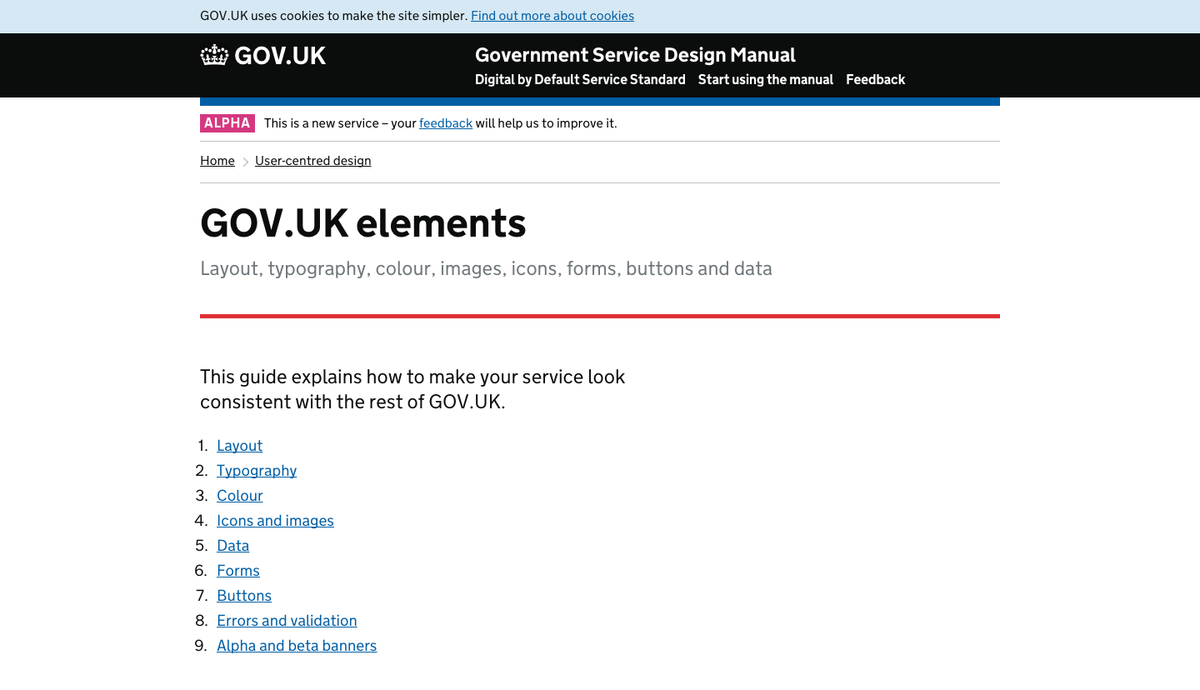 GOV.UK uses cookies to make the site simpler. Find out more about cookies
GOV.UK
Government Service Design Manual
Digital by Default Service Standard Start using the manual Feedback
ALPHA This is a new service – your feedback will help us to improve it.
Home User-centred design
GOV.UK elements
Layout, typography, colour, images, icons, forms, buttons and data
This guide explains how to make your service look
consistent with the rest of GOV.UK.
1. Layout
2. Typography
3. Colour
4. Icons and images
5. Data
6. Forms
7. Buttons
8. Errors and validation
9. Alpha and beta banners